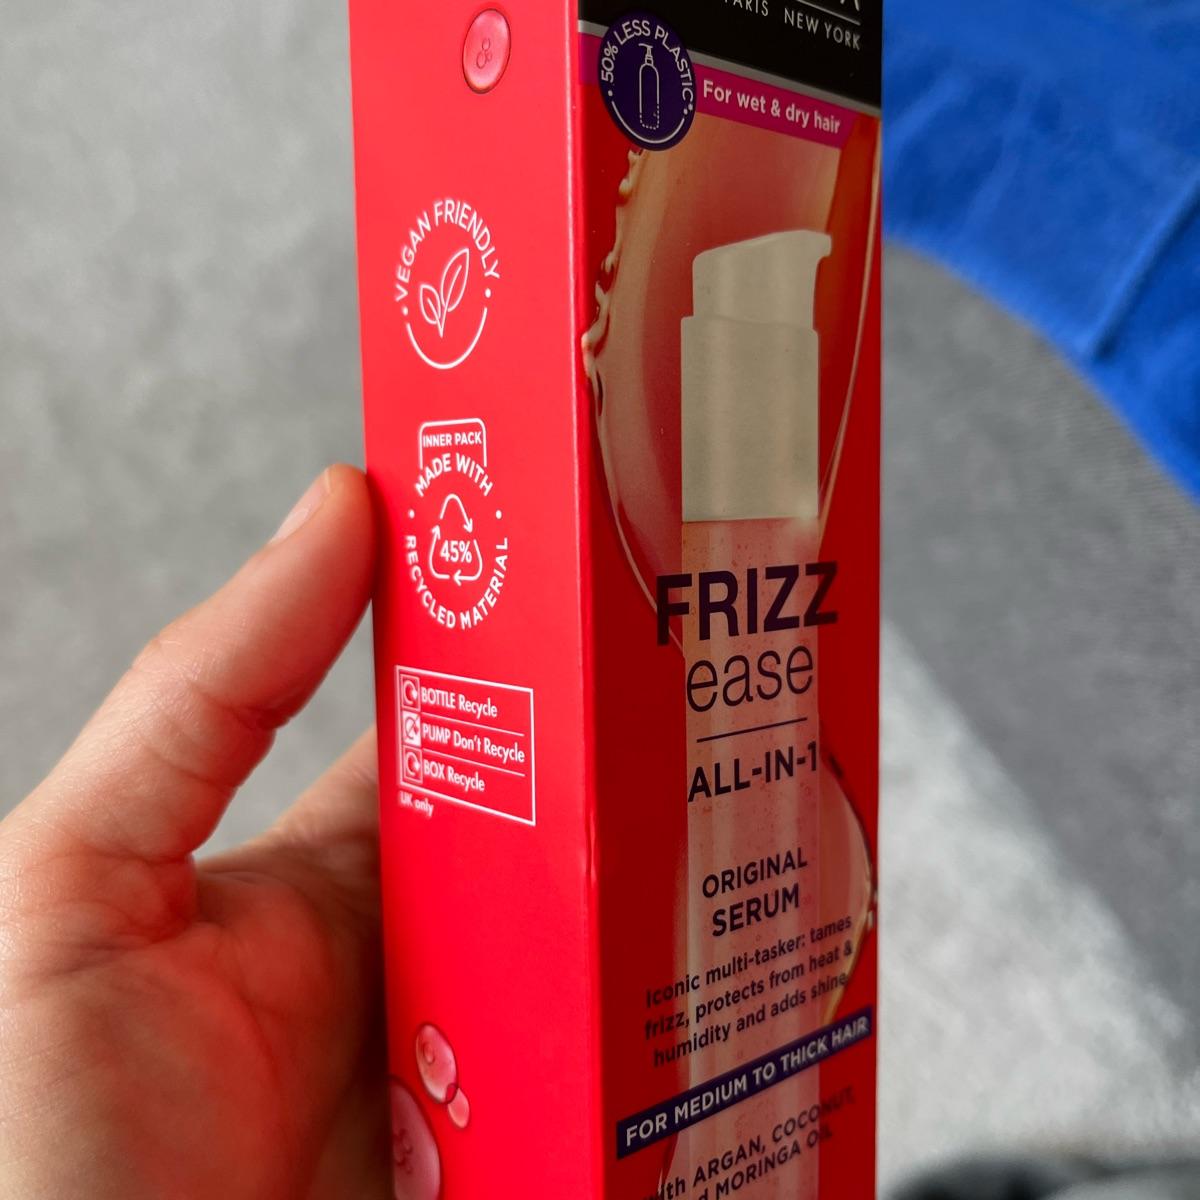 VEGAN FRIENDLY
INNER PACK
MADE WITH
45%
RECYCLED MATERIAL
BOTTLE Recycle
PUMP Don't Recycle
BOX Recycle
UK only
PARIS NEW YORK
50% LESS PLASTIC
For wet & dry hair
FRIZZ
ease
ALL-IN-1
ORIGINAL
SERUM
Iconic multi-tasker: tames
frizz, protects from heat &
humidity and adds shine
FOR MEDIUM TO THICK HAIR
with ARGAN, COCONUT,
MORINGA OIL